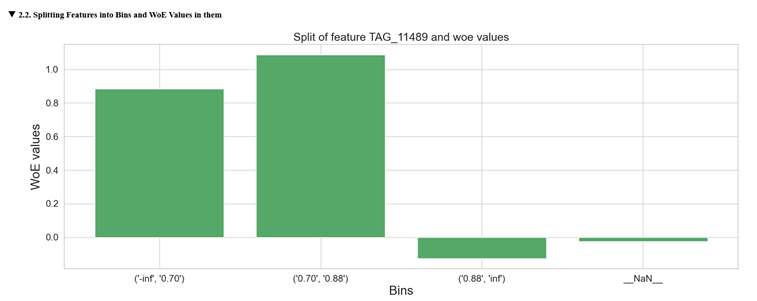 ▼ 2.2. Splitting Features into Bins and WoE Values in them
Split of feature TAG_11489 and woe values
1.0
0.8
0.6
0.4
0.2
0.0
WoE values
('-inf', '0.70')
('0.70', '0.88')
('0.88', 'inf')
__NaN__
Bins